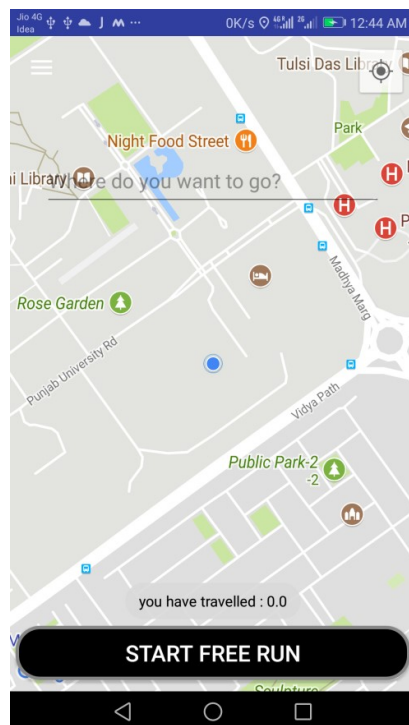 Jio 4G
Idea
0K/s
12:44 AM
Tulsi Das Library
Night Food Street
Park
Library
Where do you want to go?
Madhya Marg
Rose Garden
Punjab University Rd
Vidya Path
Public Park-2
-2
you have travelled : 0.0
START FREE RUN